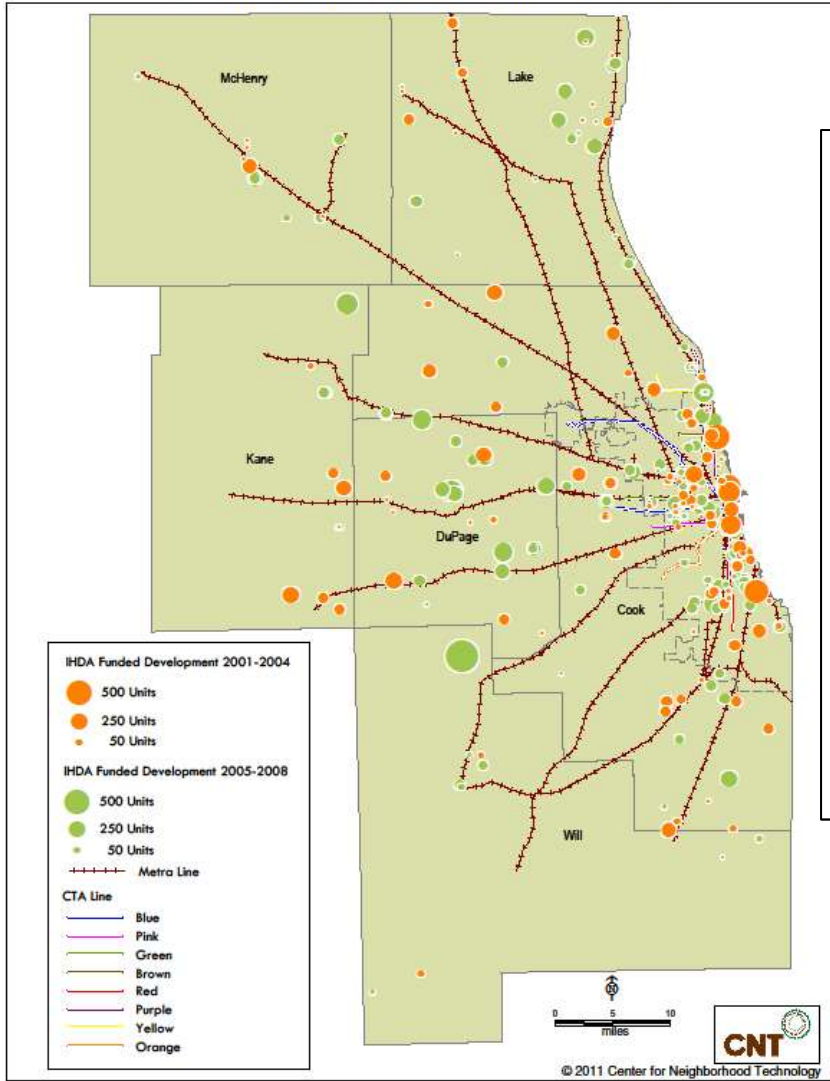 McHenry
Lake
Kane
DuPage
Cook
Will
IHDA Funded Development 2001-2004
500 Units
250 Units
50 Units
IHDA Funded Development 2005-2008
500 Units
250 Units
50 Units
Metra Line
CTA Line
Blue
Pink
Green
Brown
Red
Purple
Yellow
Orange
0 5 10
miles
CNT
© 2011 Center for Neighborhood Technology